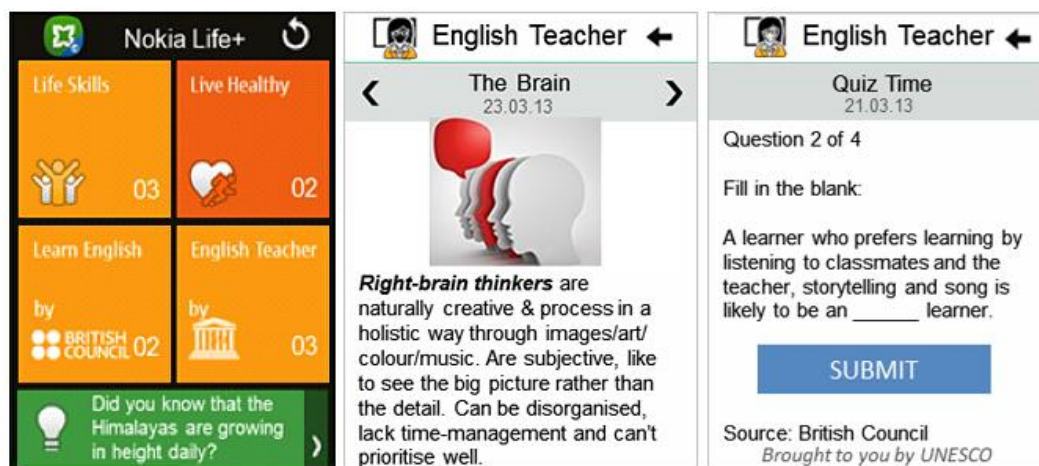 Nokia Life+
Life Skills
03
Live Healthy
02
Learn English
by
BRITISH
COUNCIL
02
English Teacher
by
03
Did you know that the
Himalayas are growing
in height daily?
English Teacher
The Brain
23.03.13
Right-brain thinkers are
naturally creative & process in a
holistic way through images/art/
colour/music. Are subjective, like
to see the big picture rather than
the detail. Can be disorganised,
lack time-management and can't
prioritise well.
English Teacher
Quiz Time
21.03.13
Question 2 of 4
Fill in the blank:
A learner who prefers learning by
listening to classmates and the
teacher, storytelling and song is
likely to be an ______ learner.
SUBMIT
Source: British Council
Brought to you by UNESCO